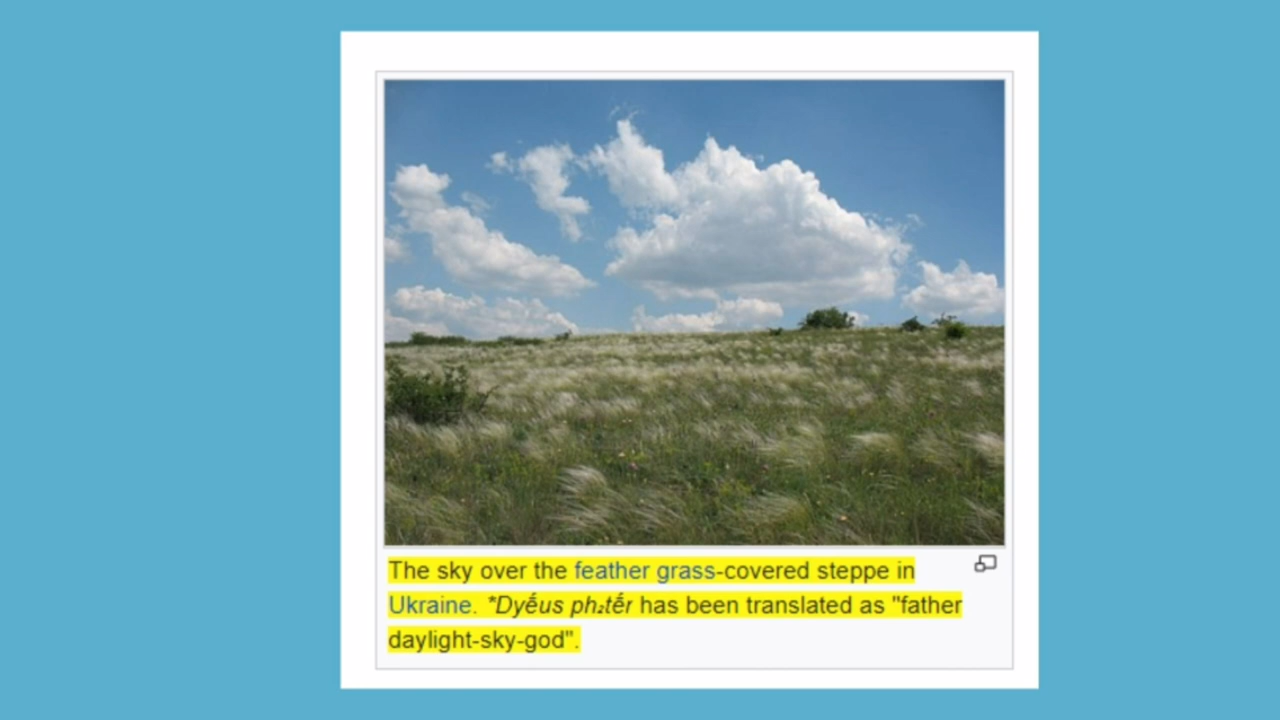 The sky over the feather grass-covered steppe in
Ukraine. *Dyḗus ph₂tḗr has been translated as "father
daylight-sky-god".